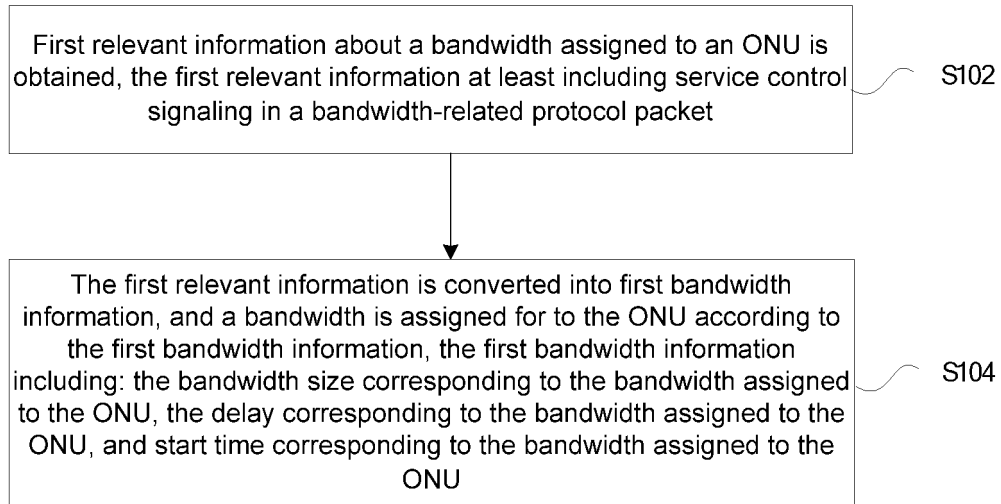 First relevant information about a bandwidth assigned to an ONU is
obtained, the first relevant information at least including service control
signaling in a bandwidth-related protocol packet
S102
The first relevant information is converted into first bandwidth
information, and a bandwidth is assigned for to the ONU according to
the first bandwidth information, the first bandwidth information
including: the bandwidth size corresponding to the bandwidth assigned
to the ONU, the delay corresponding to the bandwidth assigned to the
ONU, and start time corresponding to the bandwidth assigned to the
ONU
S104